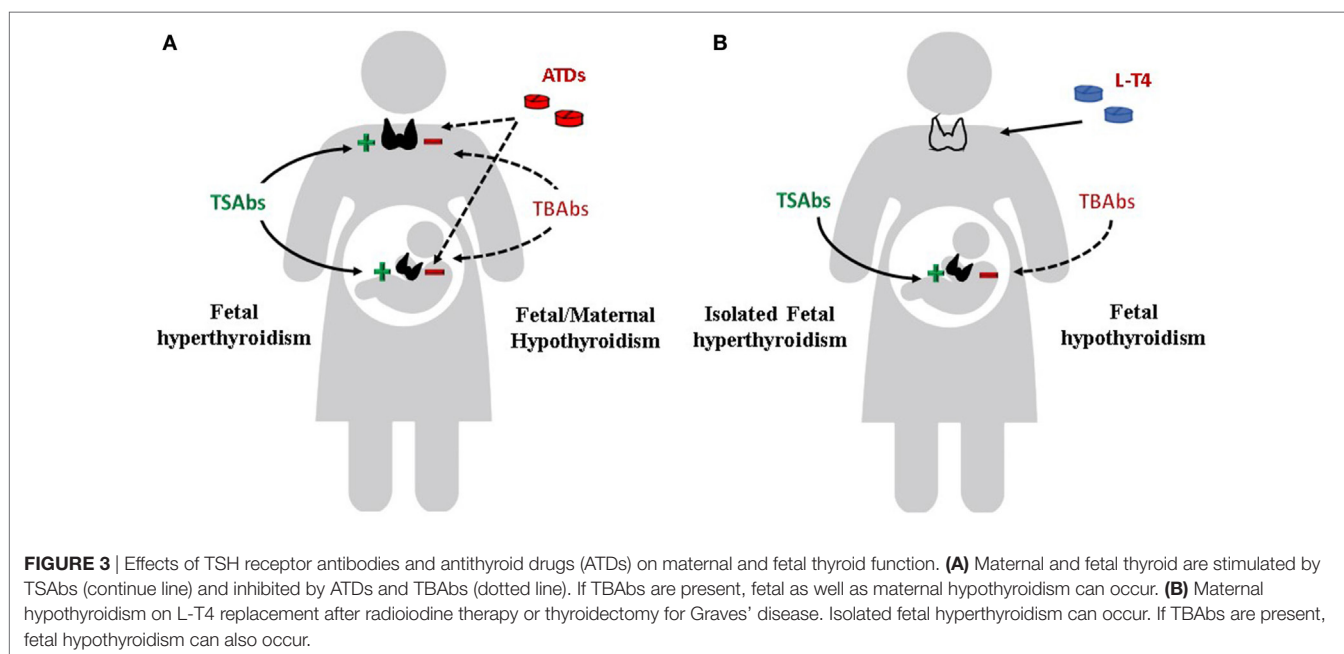 A
B
ATDs
L-T4
+ −
TSAbs
TBAbs
TSAbs
TBAbs
+ −
+ −
Fetal
hyperthyroidism
Fetal/Maternal
Hypothyroidism
Isolated Fetal
hyperthyroidism
Fetal
hypothyroidism
FIGURE 3 | Effects of TSH receptor antibodies and antithyroid drugs (ATDs) on maternal and fetal thyroid function. (A) Maternal and fetal thyroid are stimulated by
TSAbs (continue line) and inhibited by ATDs and TBAbs (dotted line). If TBAbs are present, fetal as well as maternal hypothyroidism can occur. (B) Maternal
hypothyroidism on L-T4 replacement after radioiodine therapy or thyroidectomy for Graves’ disease. Isolated fetal hyperthyroidism can occur. If TBAbs are present,
fetal hypothyroidism can also occur.